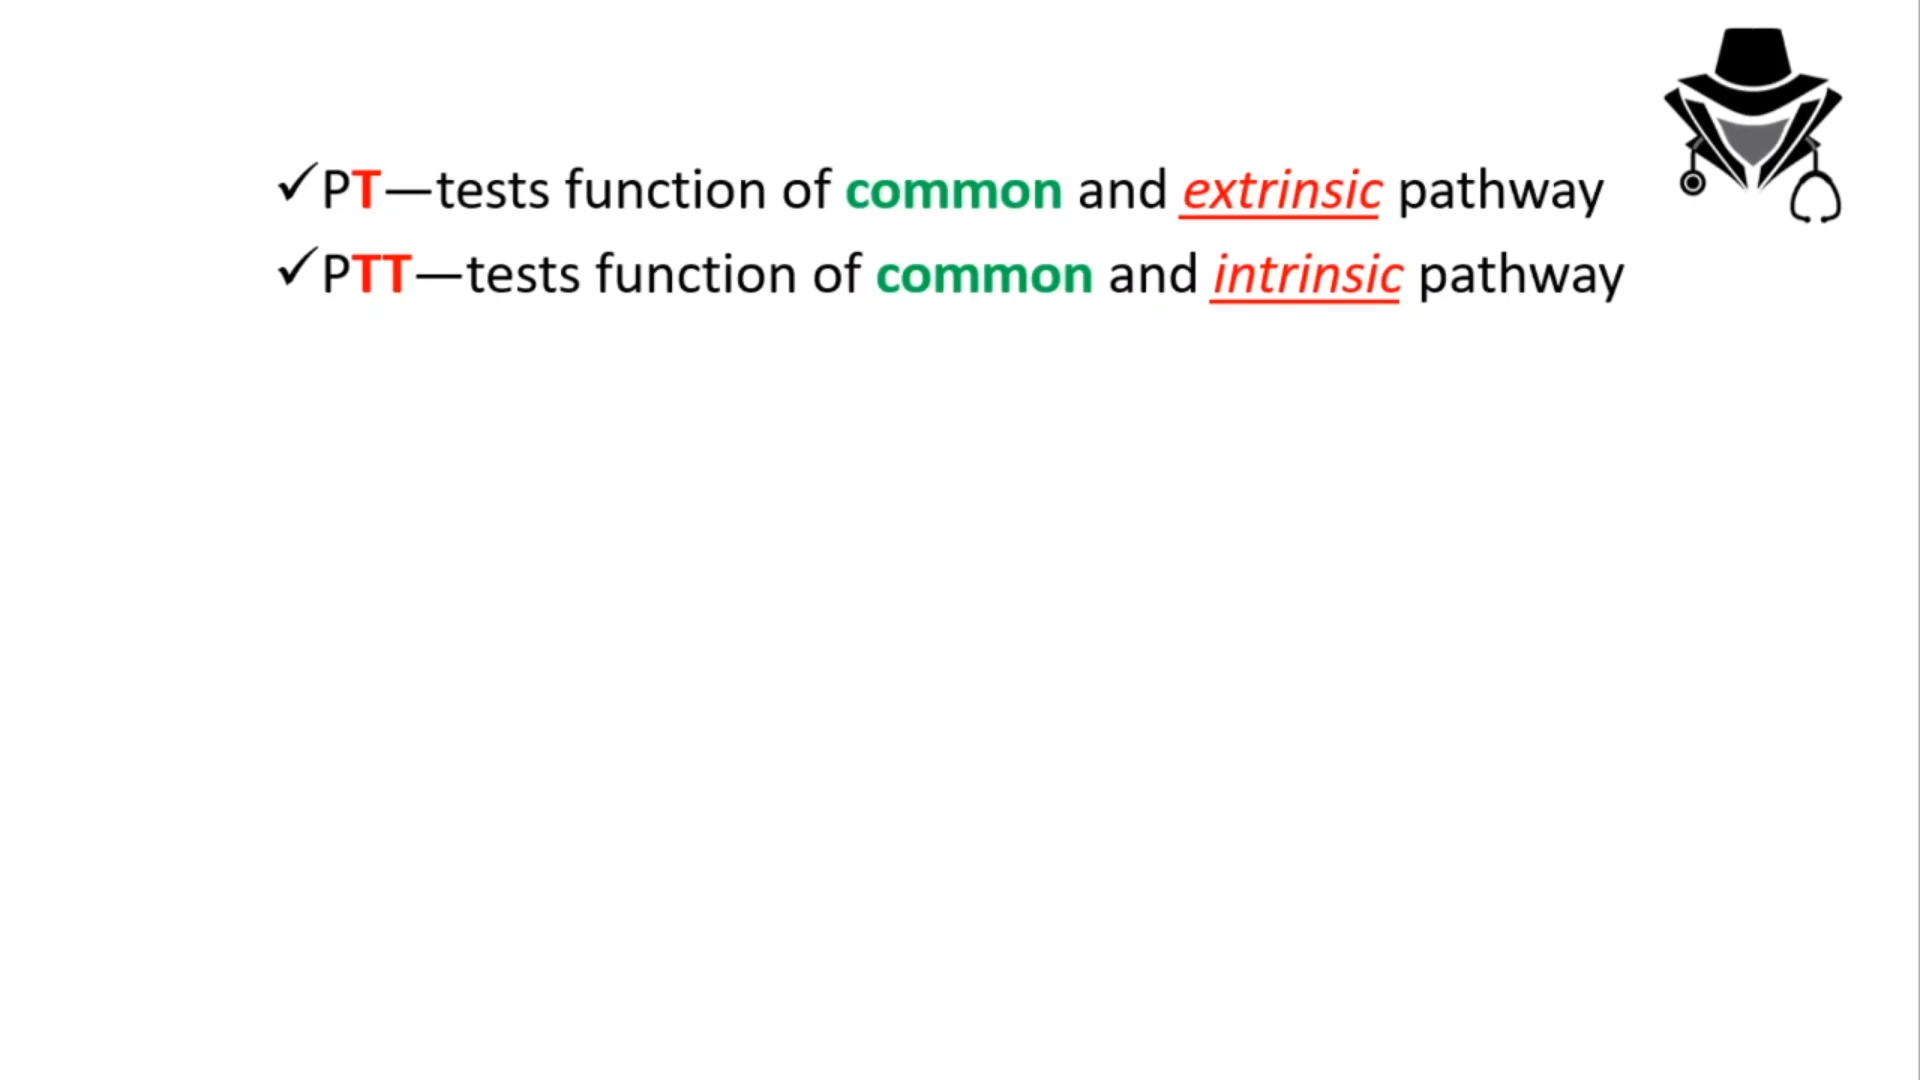 ✓PT—tests function of common and extrinsic pathway
✓PTT—tests function of common and intrinsic pathway